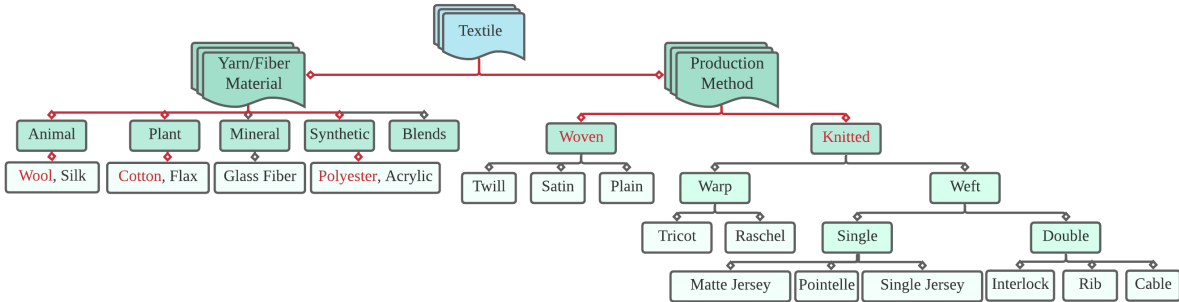 Textile
Yarn/Fiber
Material
Production
Method
Animal
Plant
Mineral
Synthetic
Blends
Woven
Knitted
Wool, Silk
Cotton, Flax
Glass Fiber
Polyester, Acrylic
Twill
Satin
Plain
Warp
Weft
Tricot
Raschel
Single
Double
Matte Jersey
Pointelle
Single Jersey
Interlock
Rib
Cable